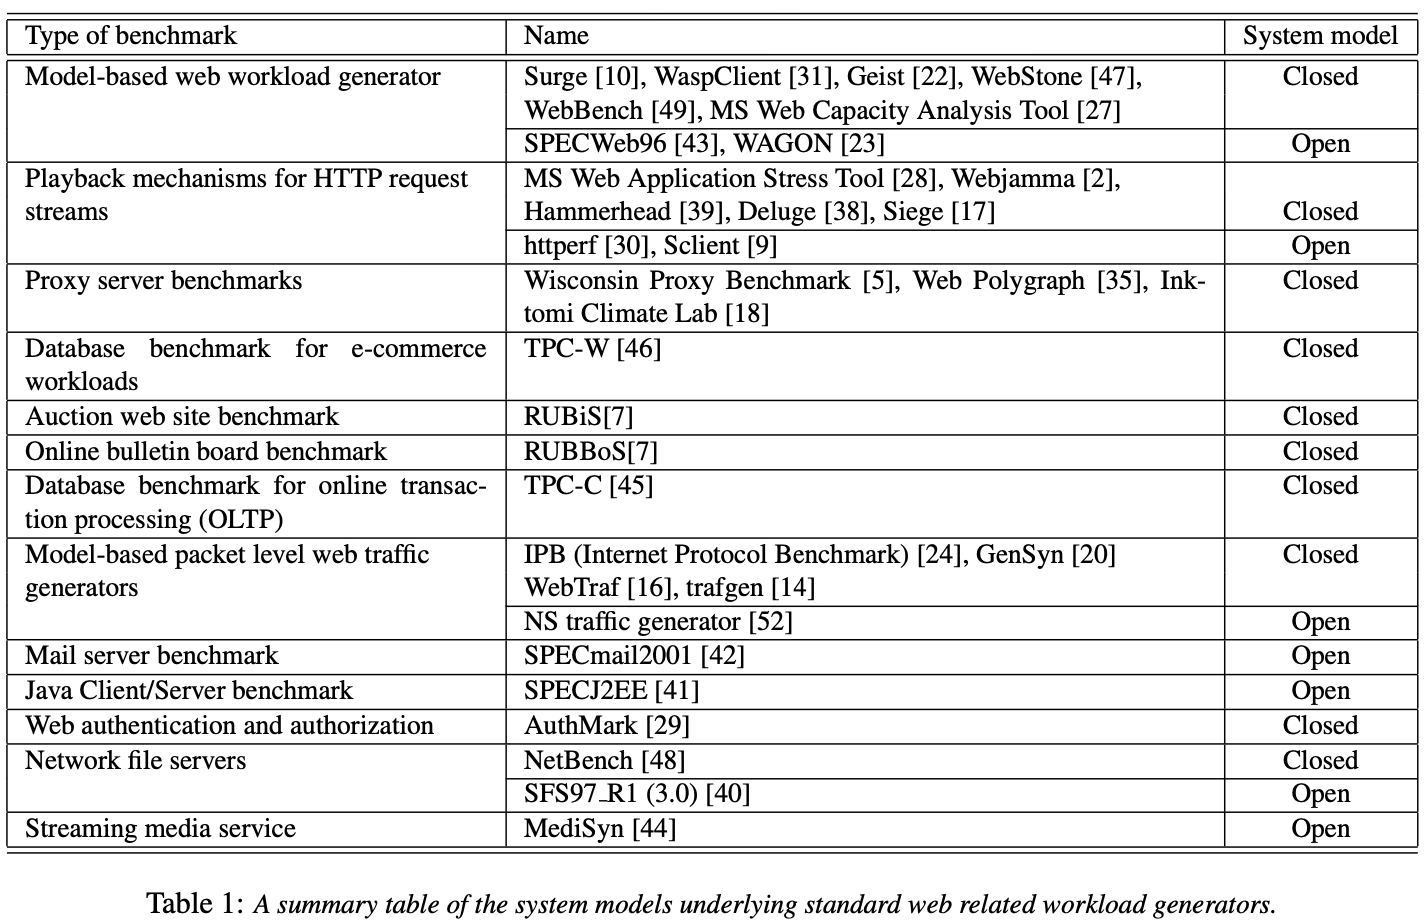 Type of benchmark Name System model
Model-based web workload generator Surge [10], WaspClient [31], Geist [22], WebStone [47], Closed
WebBench [49], MS Web Capacity Analysis Tool [27]
SPECWeb96 [43], WAGON [23] Open
Playback mechanisms for HTTP request MS Web Application Stress Tool [28], Webjamma [2],
streams Hammerhead [39], Deluge [38], Siege [17] Closed
httperf [30], Sclient [9] Open
Proxy server benchmarks Wisconsin Proxy Benchmark [5], Web Polygraph [35], Ink- Closed
tomi Climate Lab [18]
Database benchmark for e-commerce TPC-W [46] Closed
workloads
Auction web site benchmark RUBiS[7] Closed
Online bulletin board benchmark RUBBoS[7] Closed
Database benchmark for online transac- TPC-C [45] Closed
tion processing (OLTP)
Model-based packet level web traffic IPB (Internet Protocol Benchmark) [24], GenSyn [20] Closed
generators WebTraf [16], trafgen [14]
NS traffic generator [52] Open
Mail server benchmark SPECmail2001 [42] Open
Java Client/Server benchmark SPECJ2EE [41] Open
Web authentication and authorization AuthMark [29] Closed
Network file servers NetBench [48] Closed
SFS97_R1 (3.0) [40] Open
Streaming media service MediSyn [44] Open
Table 1: A summary table of the system models underlying standard web related workload generators.